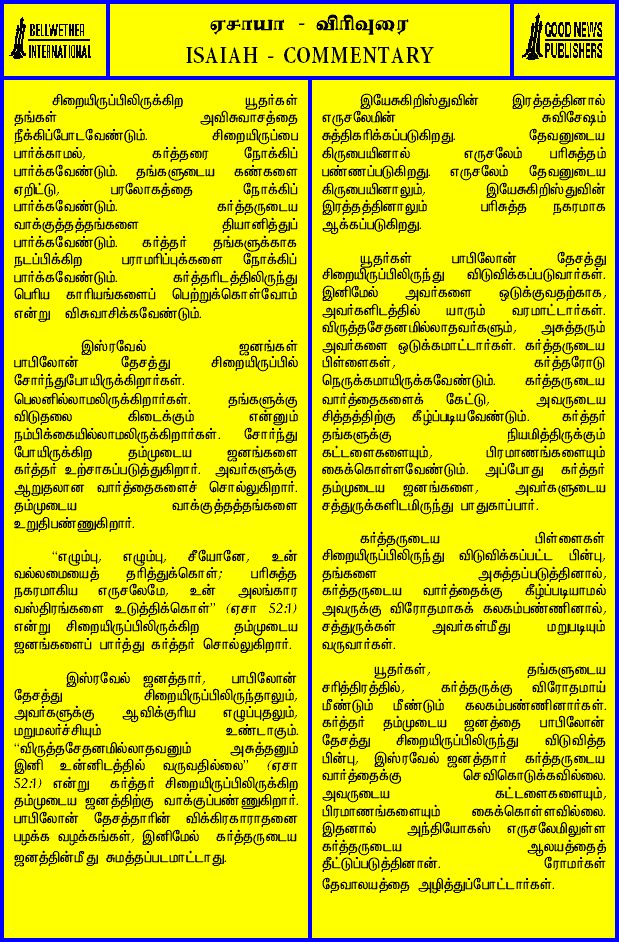 BELLWETHER
INTERNATIONAL
ஏசாயா - விரிவுரை
ISAIAH - COMMENTARY
GOOD NEWS
PUBLISHERS
சிறையிருப்பிலிருக்கிற யூதர்கள்
தங்கள் அவிசுவாசத்தை
நீக்கிப்போடவேண்டும். சிறையிருப்பை
பார்க்காமல், கர்த்தரை நோக்கிப்
பார்க்கவேண்டும். தங்களுடைய கண்களை
ஏறிட்டு, பரலோகத்தை நோக்கிப்
பார்க்கவேண்டும். கர்த்தருடைய
வாக்குத்தத்தங்களை தியானித்துப்
பார்க்கவேண்டும். கர்த்தர் தங்களுக்காக
நடப்பிக்கிற பராமரிப்புக்களை நோக்கிப்
பார்க்கவேண்டும். கர்த்தரிடத்திலிருந்து
பெரிய காரியங்களைப் பெற்றுக்கொள்வோம்
என்று விசுவாசிக்கவேண்டும்.
இஸ்ரவேல் ஜனங்கள்
பாபிலோன் தேசத்து சிறையிருப்பில்
சோர்ந்துபோயிருக்கிறார்கள்.
பெலனில்லாமலிருக்கிறார்கள். தங்களுக்கு
விடுதலை கிடைக்கும் என்னும்
நம்பிக்கையில்லாமலிருக்கிறார்கள். சோர்ந்து
போயிருக்கிற தம்முடைய ஜனங்களை
கர்த்தர் உற்சாகப்படுத்துகிறார். அவர்களுக்கு
ஆறுதலான வார்த்தைகளைச் சொல்லுகிறார்.
தம்முடைய வாக்குத்தத்தங்களை
உறுதிபண்ணுகிறார்.
“எழும்பு, எழும்பு, சீயோனே, உன்
வல்லமையைத் தரித்துக்கொள்; பரிசுத்த
நகரமாகிய எருசலேமே, உன் அலங்கார
வஸ்திரங்களை உடுத்திக்கொள்” (ஏசா 52:1)
என்று சிறையிருப்பிலிருக்கிற தம்முடைய
ஜனங்களைப் பார்த்து கர்த்தர் சொல்லுகிறார்.
இஸ்ரவேல் ஜனத்தார், பாபிலோன்
தேசத்து சிறையிருப்பிலிருந்தாலும்,
அவர்களுக்கு ஆவிக்குரிய எழுப்புதலும்,
மறுமலர்ச்சியும் உண்டாகும்.
“விருத்தசேதனமில்லாதவனும் அசுத்தனும்
இனி உன்னிடத்தில் வருவதில்லை” (ஏசா
52:1) என்று கர்த்தர் சிறையிருப்பிலிருக்கிற
தம்முடைய ஜனத்திற்கு வாக்குப்பண்ணுகிறார்.
பாபிலோன் தேசத்தாரின் விக்கிரகாராதனை
பழக்க வழக்கங்கள், இனிமேல் கர்த்தருடைய
ஜனத்தின்மீது சுமத்தப்படமாட்டாது.
இயேசுகிறிஸ்துவின் இரத்தத்தினால்
எருசலேமின் சுவிசேஷம்
சுத்திகரிக்கப்படுகிறது. தேவனுடைய
கிருபையினால் எருசலேம் பரிசுத்தம்
பண்ணப்படுகிறது. எருசலேம் தேவனுடைய
கிருபையினாலும், இயேசுகிறிஸ்துவின்
இரத்தத்தினாலும் பரிசுத்த நகரமாக
ஆக்கப்படுகிறது.
யூதர்கள் பாபிலோன் தேசத்து
சிறையிருப்பிலிருந்து விடுவிக்கப்படுவார்கள்.
இனிமேல் அவர்களை ஒடுக்குவதற்காக,
அவர்களிடத்தில் யாரும் வரமாட்டார்கள்.
விருத்தசேதனமில்லாதவர்களும், அசுத்தரும்
அவர்களை ஒடுக்கமாட்டார்கள். கர்த்தருடைய
பிள்ளைகள், கர்த்தரோடு
நெருக்கமாயிருக்கவேண்டும். கர்த்தருடைய
வார்த்தைகளைக் கேட்டு, அவருடைய
சித்தத்திற்கு கீழ்ப்படியவேண்டும். கர்த்தர்
தங்களுக்கு நியமித்திருக்கும்
கட்டளைகளையும், பிரமாணங்களையும்
கைக்கொள்ளவேண்டும். அப்போது கர்த்தர்
தம்முடைய ஜனங்களை, அவர்களுடைய
சத்துருக்களிடமிருந்து பாதுகாப்பார்.
கர்த்தருடைய பிள்ளைகள்
சிறையிருப்பிலிருந்து விடுவிக்கப்பட்ட பின்பு,
தங்களை அசுத்தப்படுத்தினால்,
கர்த்தருடைய வார்த்தைக்கு கீழ்ப்படியாமல்
அவருக்கு விரோதமாகக் கலகம்பண்ணினால்,
சத்துருக்கள் அவர்கள்மீது மறுபடியும்
வருவார்கள்.
யூதர்கள், தங்களுடைய
சரித்திரத்தில், கர்த்தருக்கு விரோதமாய்
மீண்டும் மீண்டும் கலகம்பண்ணினார்கள்.
கர்த்தர் தம்முடைய ஜனத்தை பாபிலோன்
தேசத்து சிறையிருப்பிலிருந்து விடுவித்த
பின்பு, இஸ்ரவேல் ஜனத்தார் கர்த்தருடைய
வார்த்தைக்கு செவிகொடுக்கவில்லை.
அவருடைய கட்டளைகளையும்,
பிரமாணங்களையும் கைக்கொள்ளவில்லை.
இதனால் அந்தியோகஸ் எருசலேமிலுள்ள
கர்த்தருடைய ஆலயத்தைத்
தீட்டுப்படுத்தினான். ரோமர்கள்
தேவாலயத்தை அழித்துப்போட்டார்கள்.